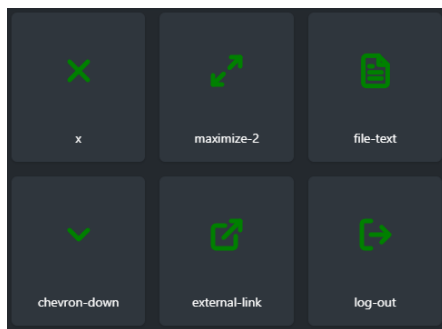 x
maximize-2
file-text
chevron-down
external-link
log-out